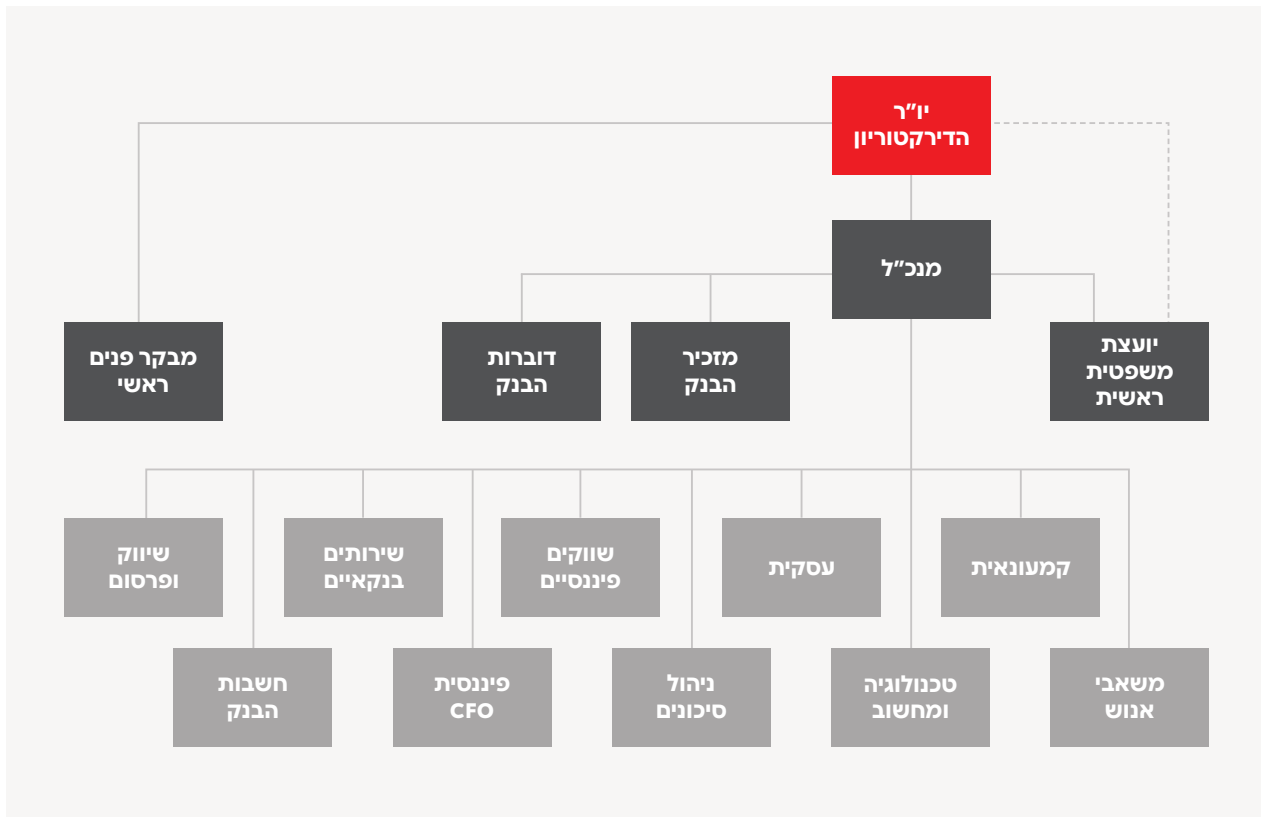 יו״ר
הדירקטוריון
מנכ״ל
יועצת
משפטית
ראשית
מזכיר
הבנק
דוברות
הבנק
מבקר פנים
ראשי
קמעונאית
עסקית
שווקים
פיננסיים
שירותים
בנקאיים
שיווק
ופרסום
משאבי
אנוש
טכנולוגיה
ומחשוב
ניהול
סיכונים
פיננסית
CFO
חשבות
הבנק